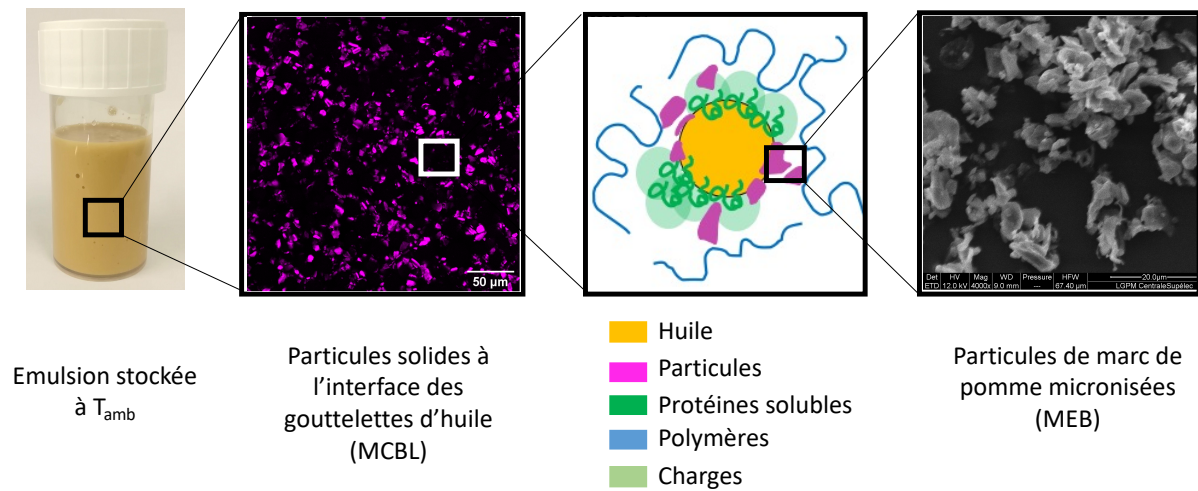 50 µm
Det HV Mag WD Pressure HFW 20.0µm
ETD 12.0 kV 4000x 9.0 mm --- 67.40 µm LGPM CentraleSupélec
Emulsion stockée
à Tamb
Particules solides à
l’interface des
gouttelettes d’huile
(MCBL)
Huile
Particules
Protéines solubles
Polymères
Charges
Particules de marc de
pomme micronisées
(MEB)